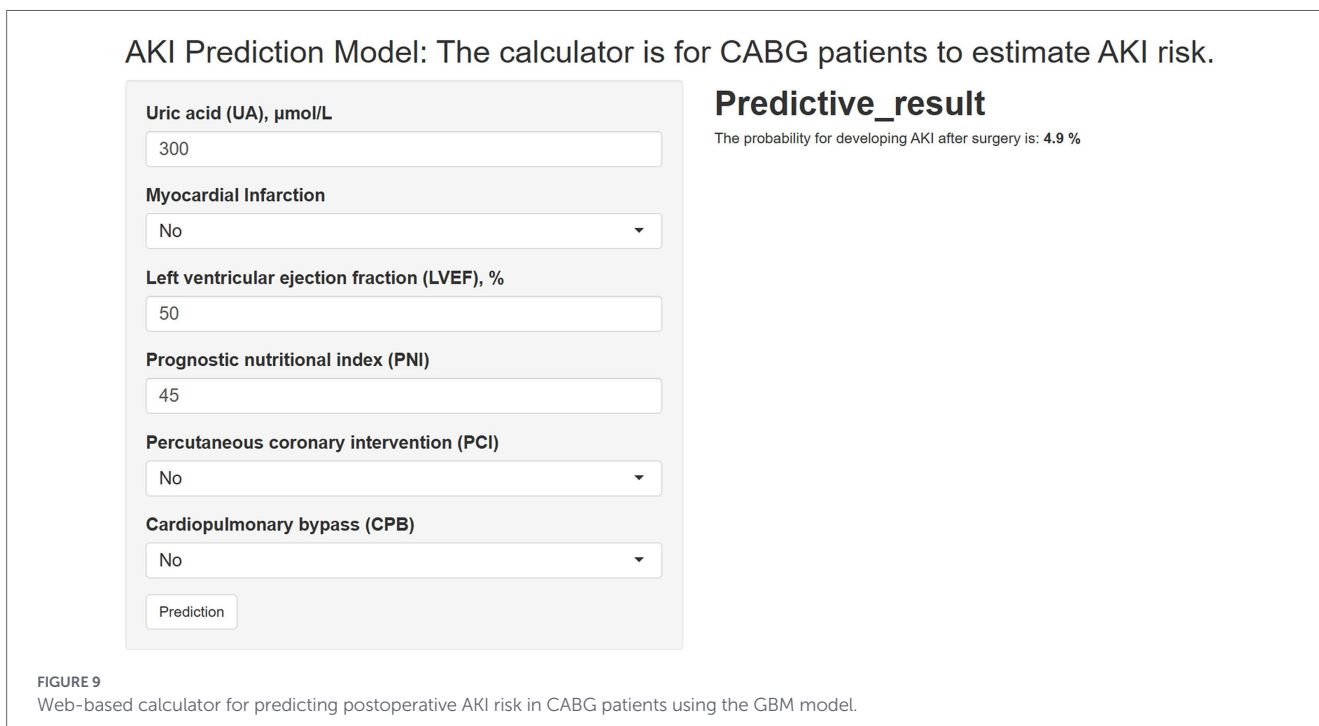 AKI Prediction Model: The calculator is for CABG patients to estimate AKI risk.
Uric acid (UA), µmol/L
300
Myocardial Infarction
No
Left ventricular ejection fraction (LVEF), %
50
Prognostic nutritional index (PNI)
45
Percutaneous coronary intervention (PCI)
No
Cardiopulmonary bypass (CPB)
No
Prediction
Predictive_result
The probability for developing AKI after surgery is: 4.9 %
FIGURE 9
Web-based calculator for predicting postoperative AKI risk in CABG patients using the GBM model.